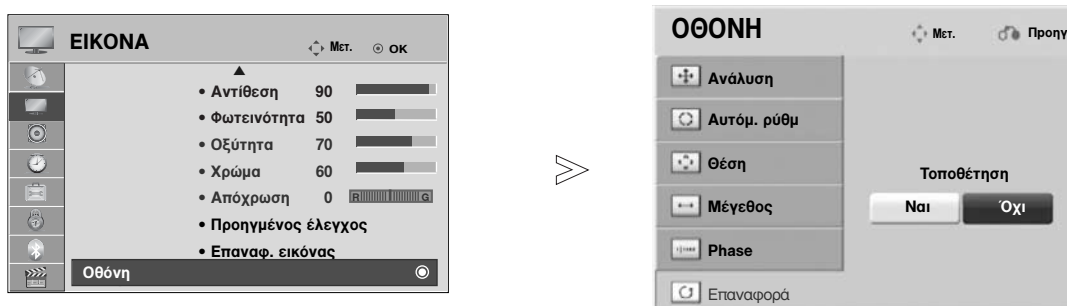 ΕΙΚΟΝΑ
Μετ. OK
• Αντίθεση 90
• Φωτεινότητα 50
• Οξύτητα 70
• Χρώμα 60
• Απόχρωση 0 R G
• Προηγμένος έλεγχος
• Επαναφ. εικόνας
Οθόνη
ΟΘΟΝΗ
Μετ. Προηγ
Ανάλυση
Αυτόμ. ρύθμ
Θέση
Μέγεθος
Phase
Επαναφορά
Τοποθέτηση
Ναι Όχι